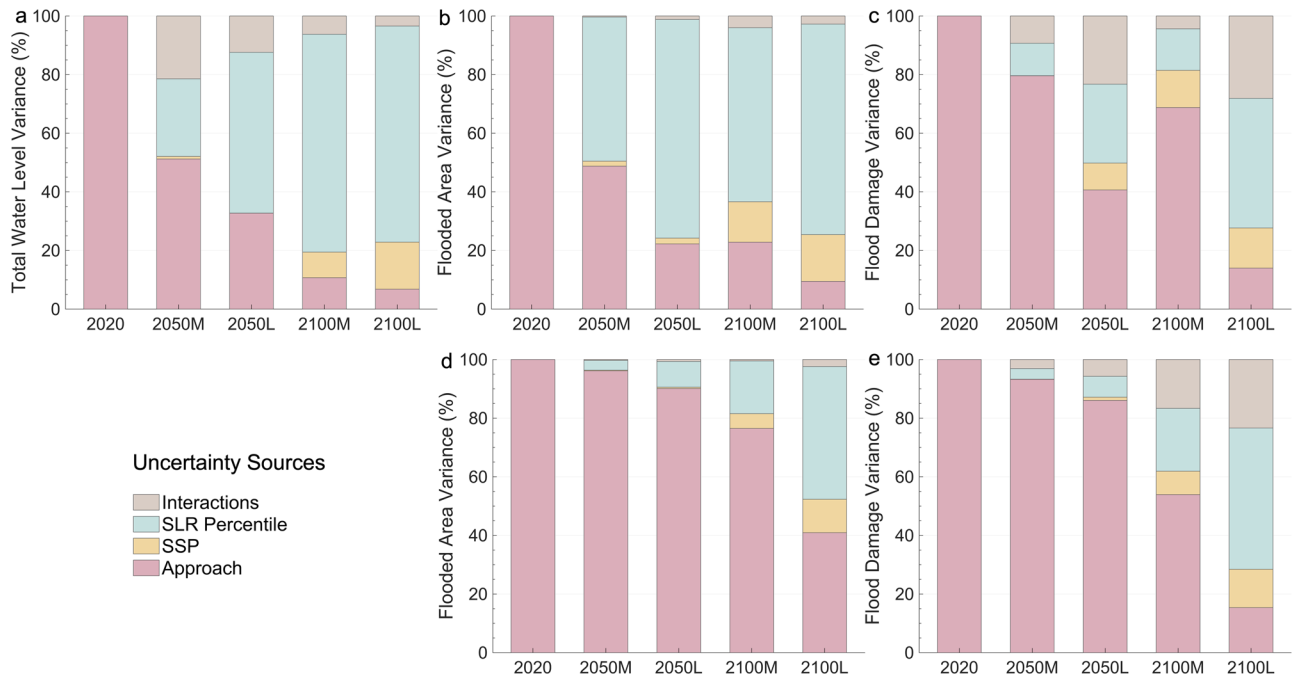 a
Total Water Level Variance (%)
100
80
60
40
20
0
2020 2050M 2050L 2100M 2100L
b
Flooded Area Variance (%)
100
80
60
40
20
0
2020 2050M 2050L 2100M 2100L
c
Flood Damage Variance (%)
100
80
60
40
20
0
2020 2050M 2050L 2100M 2100L
Uncertainty Sources
Interactions
SLR Percentile
SSP
Approach
d
Flooded Area Variance (%)
100
80
60
40
20
0
2020 2050M 2050L 2100M 2100L
e
Flood Damage Variance (%)
100
80
60
40
20
0
2020 2050M 2050L 2100M 2100L